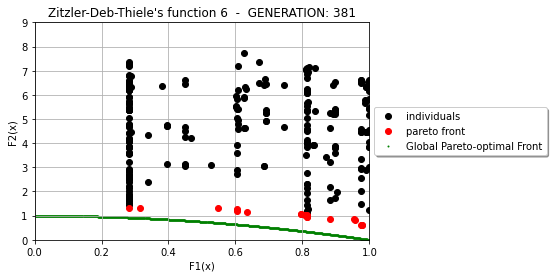 Zitzler-Deb-Thiele's function 6 - GENERATION: 381
9
8
7
6
5
4
3
2
1
0
F2(x)
0.0 0.2 0.4 0.6 0.8 1.0
F1(x)
individuals
pareto front
Global Pareto-optimal Front